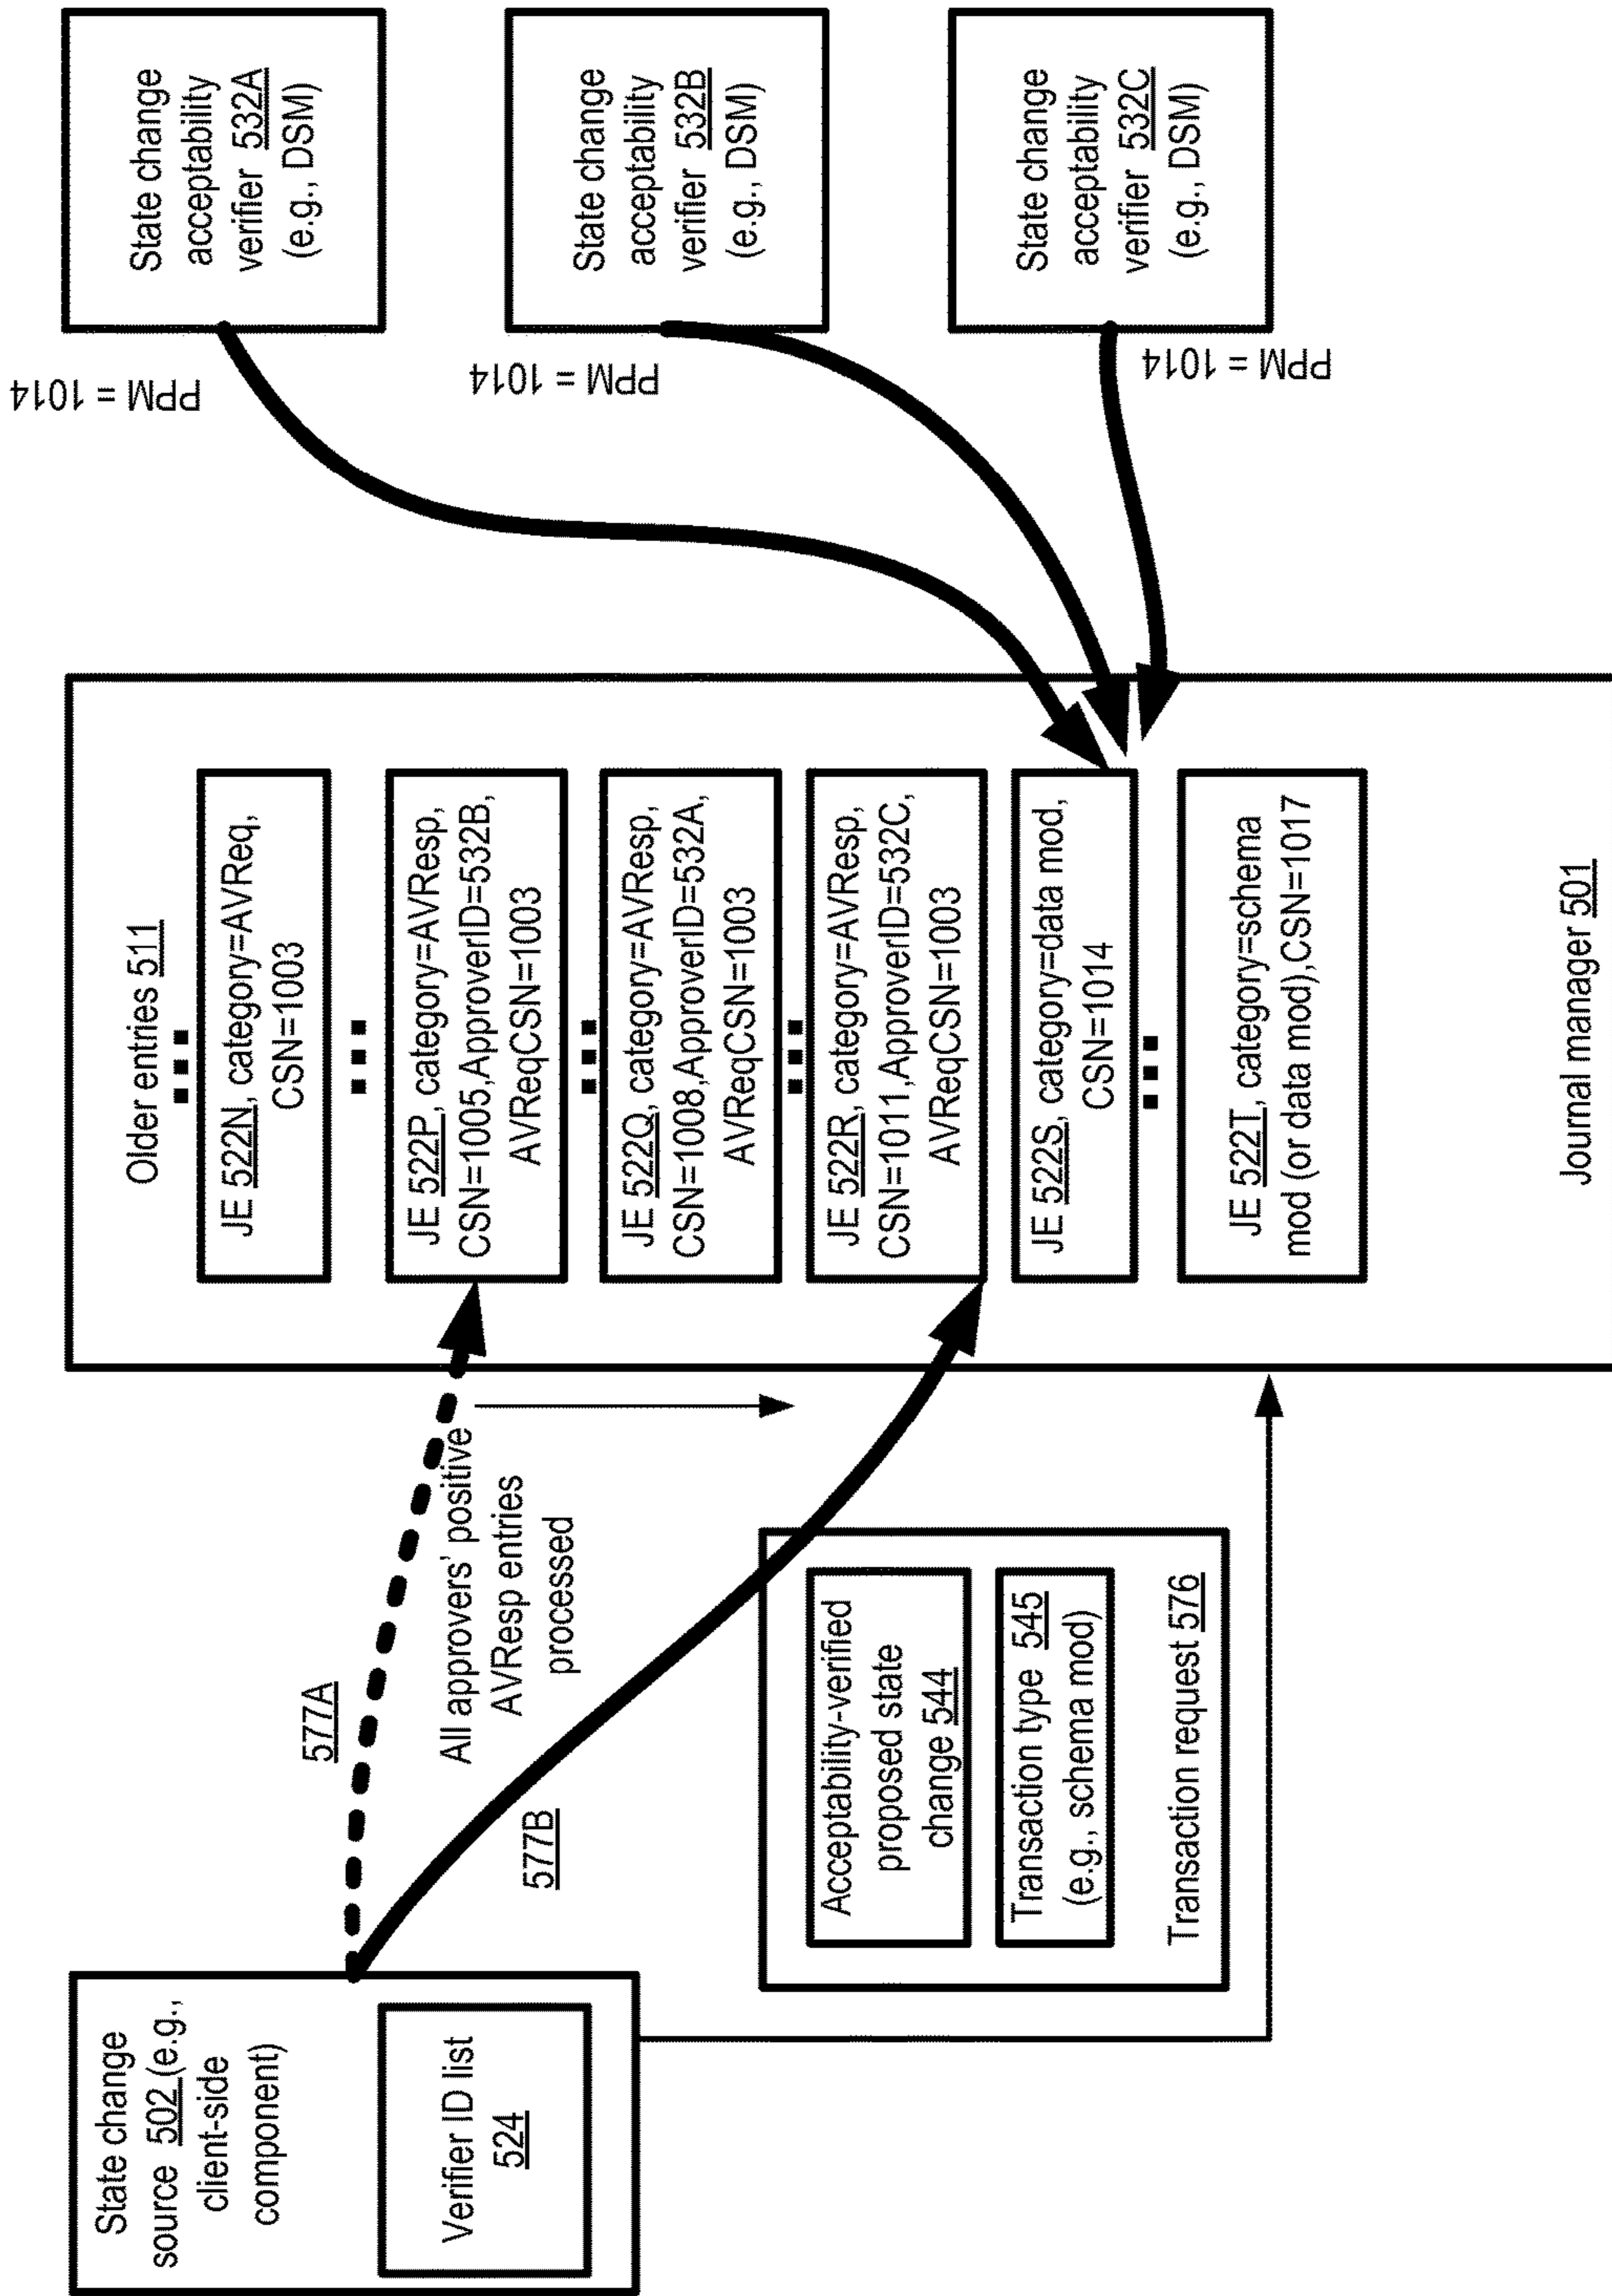 State change
source 502 (e.g.,
client-side
component)
Verifier ID list
524
577A
All approvers’ positive
AVResp entries
processed
577B
Acceptability-verified
proposed state
change 544
Transaction type 545
(e.g., schema mod)
Transaction request 576
Older entries 511
JE 522N, category=AVReq,
CSN=1003
JE 522P, category=AVResp,
CSN=1005,ApproverID=532B,
AVReqCSN=1003
JE 522Q, category=AVResp,
CSN=1008,ApproverID=532A,
AVReqCSN=1003
JE 522R, category=AVResp,
CSN=1011,ApproverID=532C,
AVReqCSN=1003
JE 522S, category=data mod,
CSN=1014
JE 522T, category=schema
mod (or data mod),CSN=1017
Journal manager 501
State change
acceptability
verifier 532A
(e.g., DSM)
PPM = 1014
State change
acceptability
verifier 532B
(e.g., DSM)
PPM = 1014
State change
acceptability
verifier 532C
(e.g., DSM)
PPM = 1014